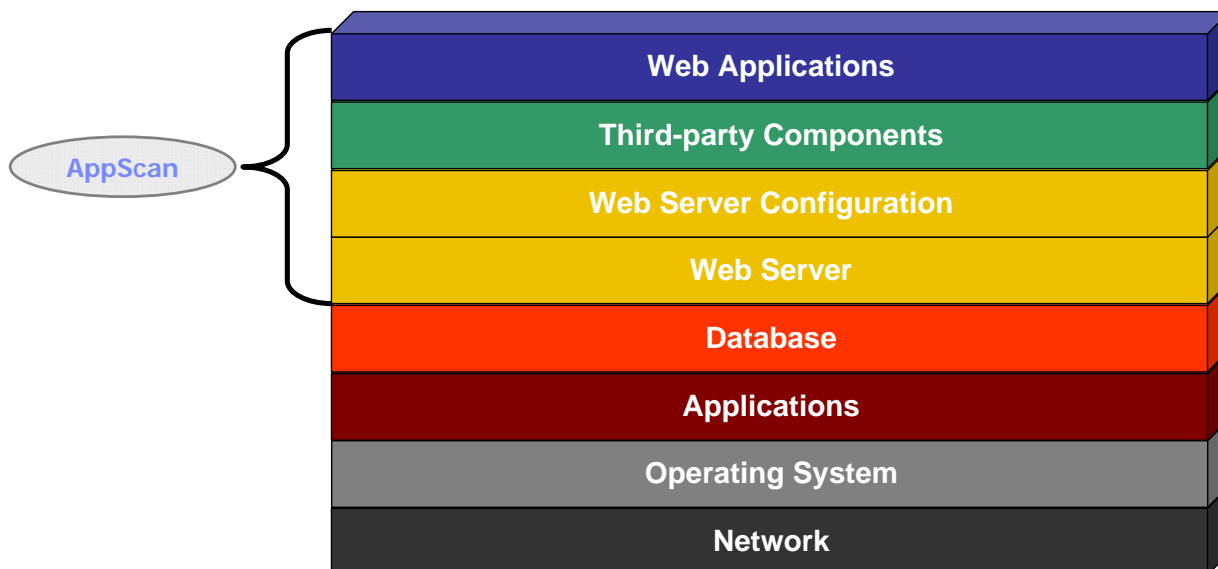 Web Applications
Third-party Components
AppScan
Web Server Configuration
Web Server
Database
Applications
Operating System
Network